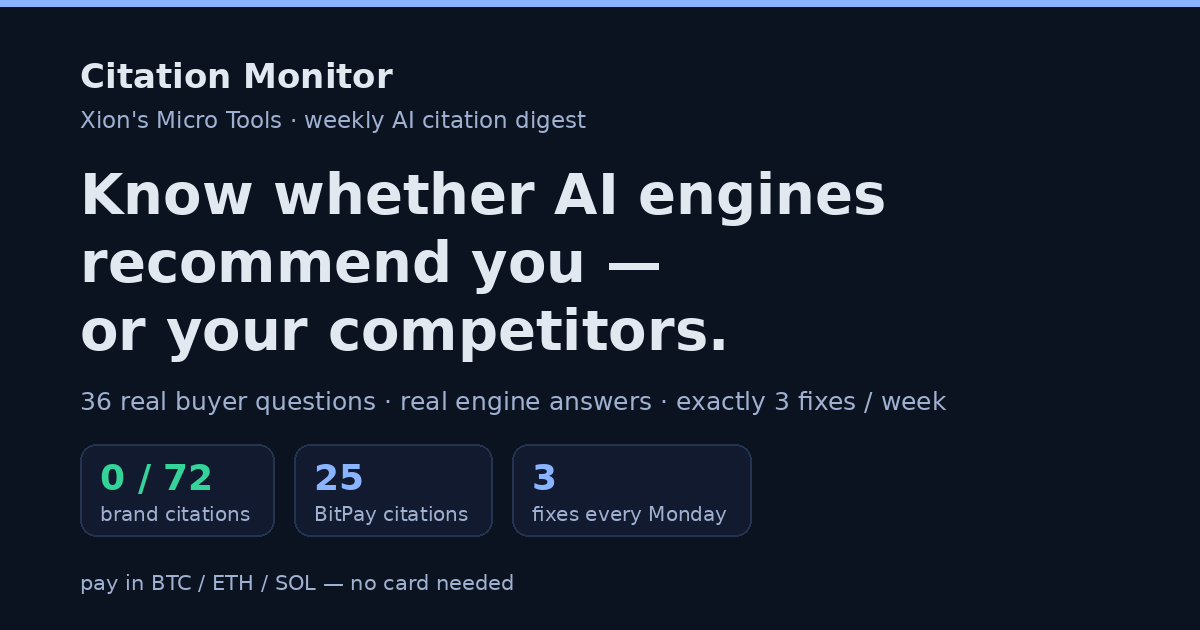 Citation Monitor
Xion's Micro Tools · weekly AI citation digest
Know whether AI engines
recommend you —
or your competitors.
36 real buyer questions · real engine answers · exactly 3 fixes / week
0 / 72
brand citations
25
BitPay citations
3
fixes every Monday
pay in BTC / ETH / SOL — no card needed